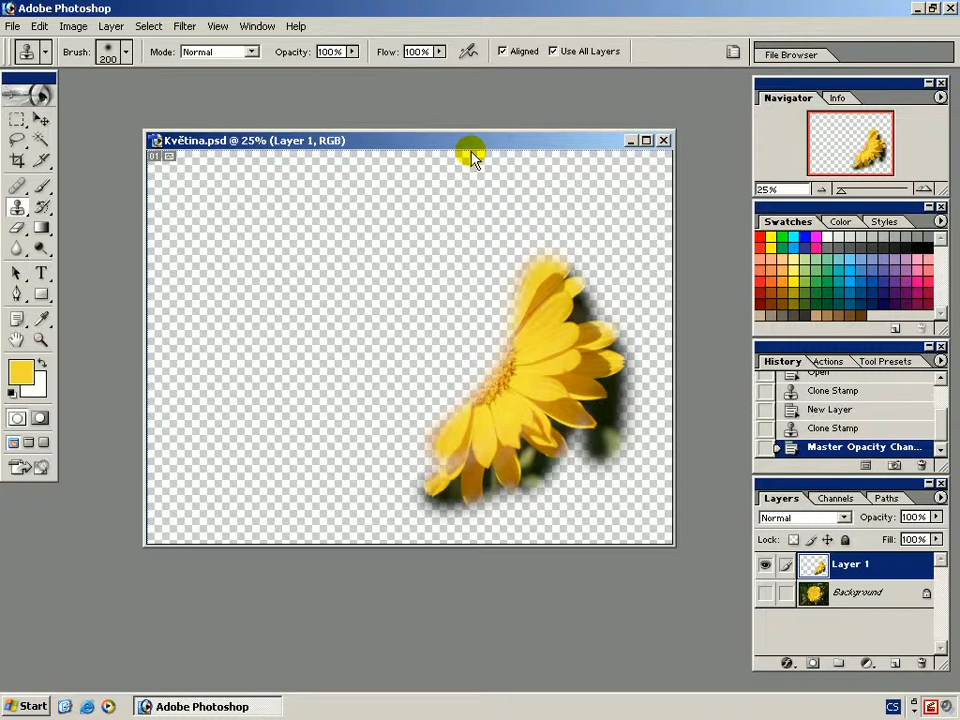 Adobe Photoshop
File Edit Image Layer Select Filter View Window Help
Brush: 200 Mode: Normal Opacity: 100% Flow: 100% Aligned Use All Layers File Browser
Květina.psd @ 25% (Layer 1, RGB)
01
Navigator Info
25%
Swatches Color Styles
History Actions Tool Presets
Open
Clone Stamp
New Layer
Clone Stamp
Master Opacity Chan...
Layers Channels Paths
Normal Opacity: 100%
Lock: Fill: 100%
Layer 1
Background
T
Start Adobe Photoshop CS